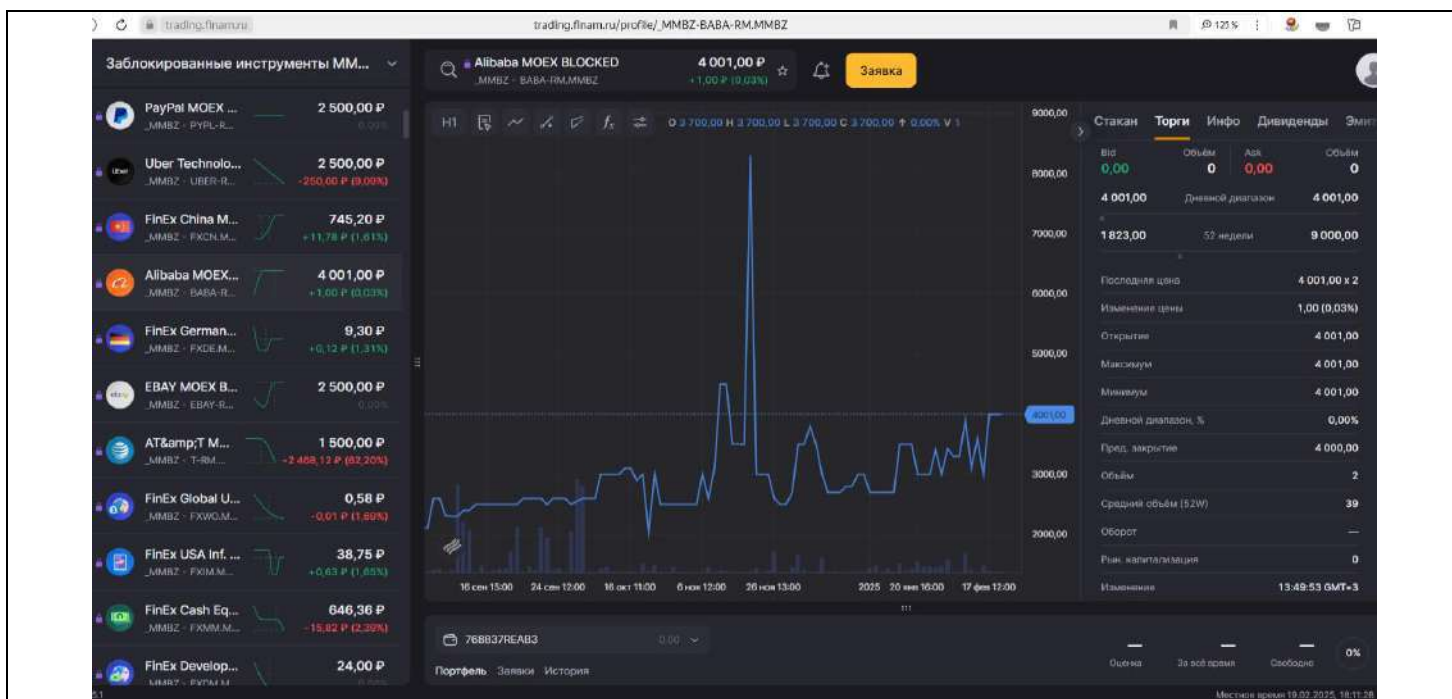 trading.finam.ru
trading.finam.ru/profile/_MMBZ-BABA-RM.MMBZ
125 %
Заблокированные инструменты ММ...
PayPal MOEX ...
2 500,00 ₽
_MMBZ - PYPL-R...
0,00%
Uber Technolo...
2 500,00 ₽
_MMBZ - UBER-R...
-250,00 ₽ (9,09%)
FinEx China M...
745,20 ₽
_MMBZ - FXCN.M...
+11,78 ₽ (1,61%)
Alibaba MOEX...
4 001,00 ₽
_MMBZ - BABA-R...
+1,00 ₽ (0,03%)
FinEx German...
9,30 ₽
_MMBZ - FXDE.M...
+0,12 ₽ (1,31%)
EBAY MOEX B...
2 500,00 ₽
_MMBZ - EBAY-R...
0,00%
AT&amp;T M...
1 500,00 ₽
_MMBZ - T-RM....
-2 468,12 ₽ (62,20%)
FinEx Global U...
0,58 ₽
_MMBZ - FXWO.M...
-0,01 ₽ (1,69%)
FinEx USA Inf. ...
38,75 ₽
_MMBZ - FXIM.M...
+0,63 ₽ (1,65%)
FinEx Cash Eq...
646,36 ₽
_MMBZ - FXMM.M...
-15,82 ₽ (2,39%)
FinEx Develop...
24,00 ₽
Alibaba MOEX BLOCKED
_MMBZ - BABA-RM.MMBZ
4 001,00 ₽
+1,00 ₽ (0,03%)
Заявка
H1
O 3 700,00 H 3 700,00 L 3 700,00 C 3 700,00 ↑ 0,00% V 1
9000,00
8000,00
7000,00
6000,00
5000,00
4001,00
3000,00
2000,00
16 сен 15:00 24 сен 12:00 16 окт 11:00 6 ноя 12:00 26 ноя 13:00 2025 20 янв 16:00 17 фев 12:00
768837REAB3
0,00
Портфель Заявки История
Стакан Торги Инфо Дивиденды Эмит
Bid Объём Ask Объём
0,00 0 0,00 0
4 001,00 Дневной диапазон 4 001,00
1 823,00 52 недели 9 000,00
Последняя цена 4 001,00 x 2
Изменение цены 1,00 (0,03%)
Открытие 4 001,00
Максимум 4 001,00
Минимум 4 001,00
Дневной диапазон, % 0,00%
Пред. закрытие 4 000,00
Объём 2
Средний объём (52W) 39
Оборот —
Рын. капитализация 0
Изменение 13:49:53 GMT+3
Оценка За всё время Свободно
0%
Местное время 19.02.2025, 18:11:28